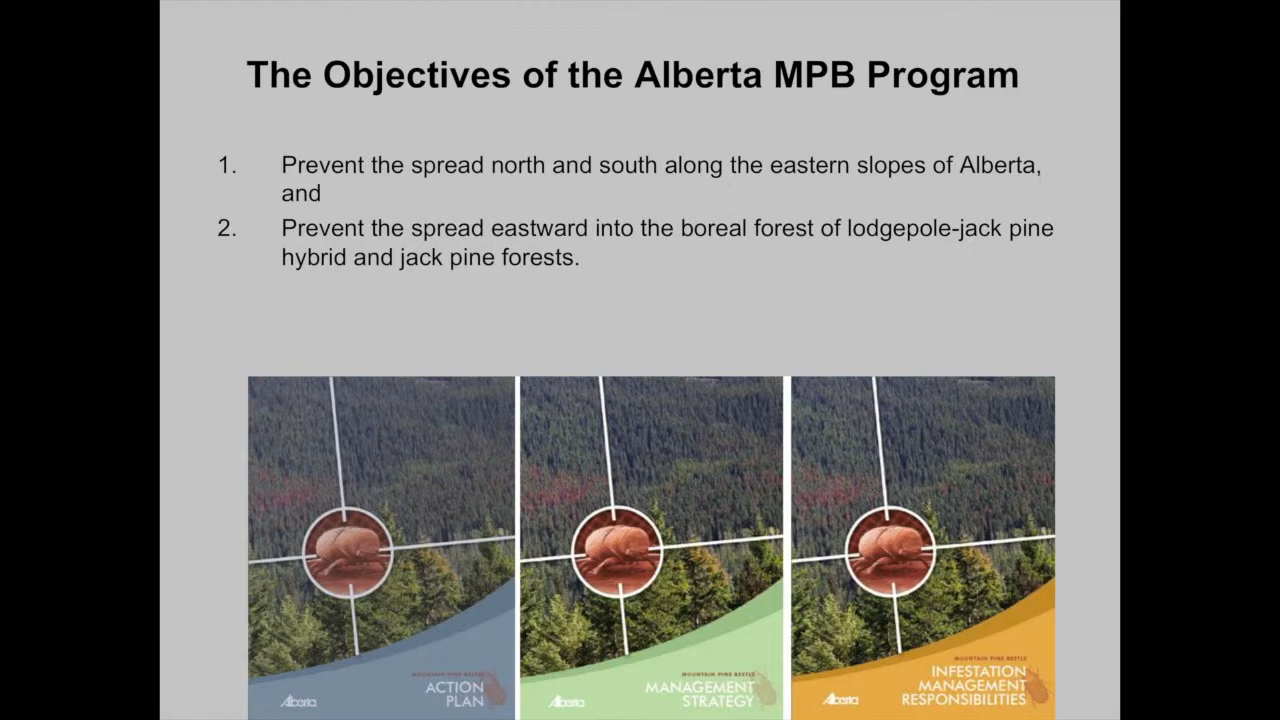 The Objectives of the Alberta MPB Program
1. Prevent the spread north and south along the eastern slopes of Alberta,
and
2. Prevent the spread eastward into the boreal forest of lodgepole-jack pine
hybrid and jack pine forests.
MOUNTAIN PINE BEETLE
ACTION
PLAN
Alberta
MOUNTAIN PINE BEETLE
MANAGEMENT
STRATEGY
Alberta
MOUNTAIN PINE BEETLE
INFESTATION
MANAGEMENT
RESPONSIBILITIES
Alberta